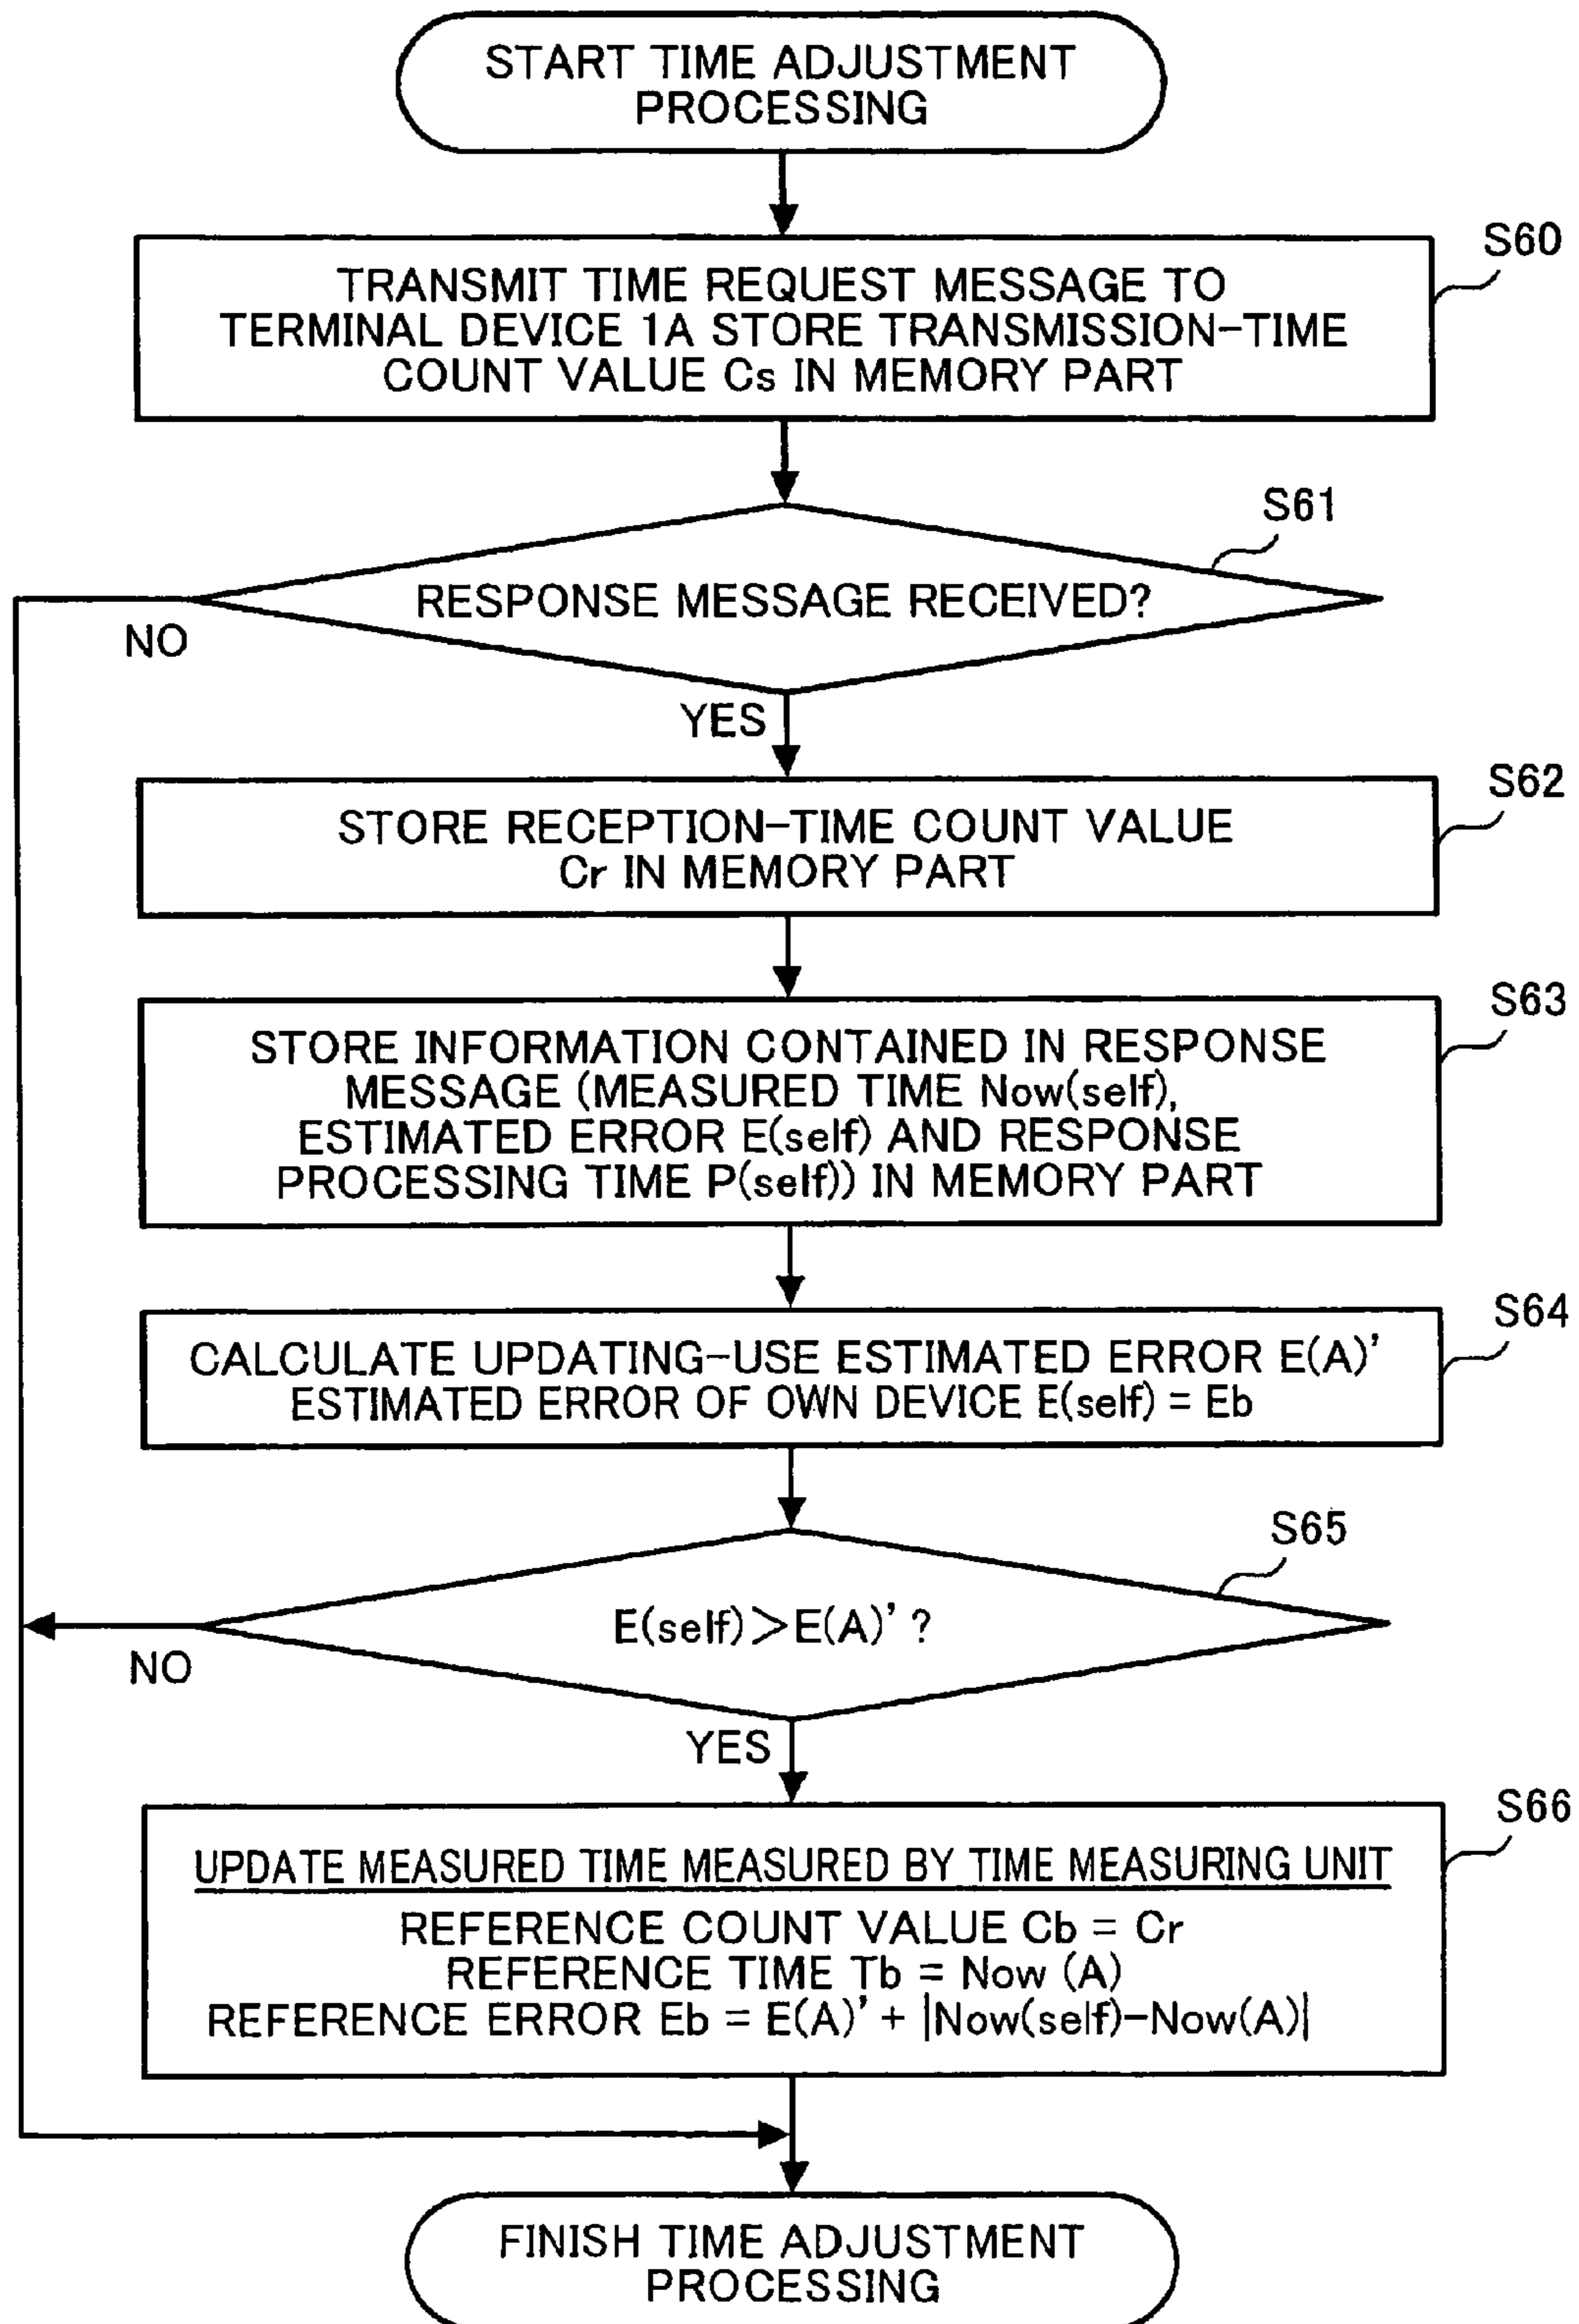 START TIME ADJUSTMENT
PROCESSING
S60
TRANSMIT TIME REQUEST MESSAGE TO
TERMINAL DEVICE 1A STORE TRANSMISSION-TIME
COUNT VALUE Cs IN MEMORY PART
S61
RESPONSE MESSAGE RECEIVED?
NO
YES
S62
STORE RECEPTION-TIME COUNT VALUE
Cr IN MEMORY PART
S63
STORE INFORMATION CONTAINED IN RESPONSE
MESSAGE (MEASURED TIME Now(self),
ESTIMATED ERROR E(self) AND RESPONSE
PROCESSING TIME P(self)) IN MEMORY PART
S64
CALCULATE UPDATING-USE ESTIMATED ERROR E(A)'
ESTIMATED ERROR OF OWN DEVICE E(self) = Eb
S65
E(self)>E(A)' ?
NO
YES
S66
UPDATE MEASURED TIME MEASURED BY TIME MEASURING UNIT
REFERENCE COUNT VALUE Cb = Cr
REFERENCE TIME Tb = Now (A)
REFERENCE ERROR Eb = E(A)' + |Now(self)-Now(A)|
FINISH TIME ADJUSTMENT
PROCESSING